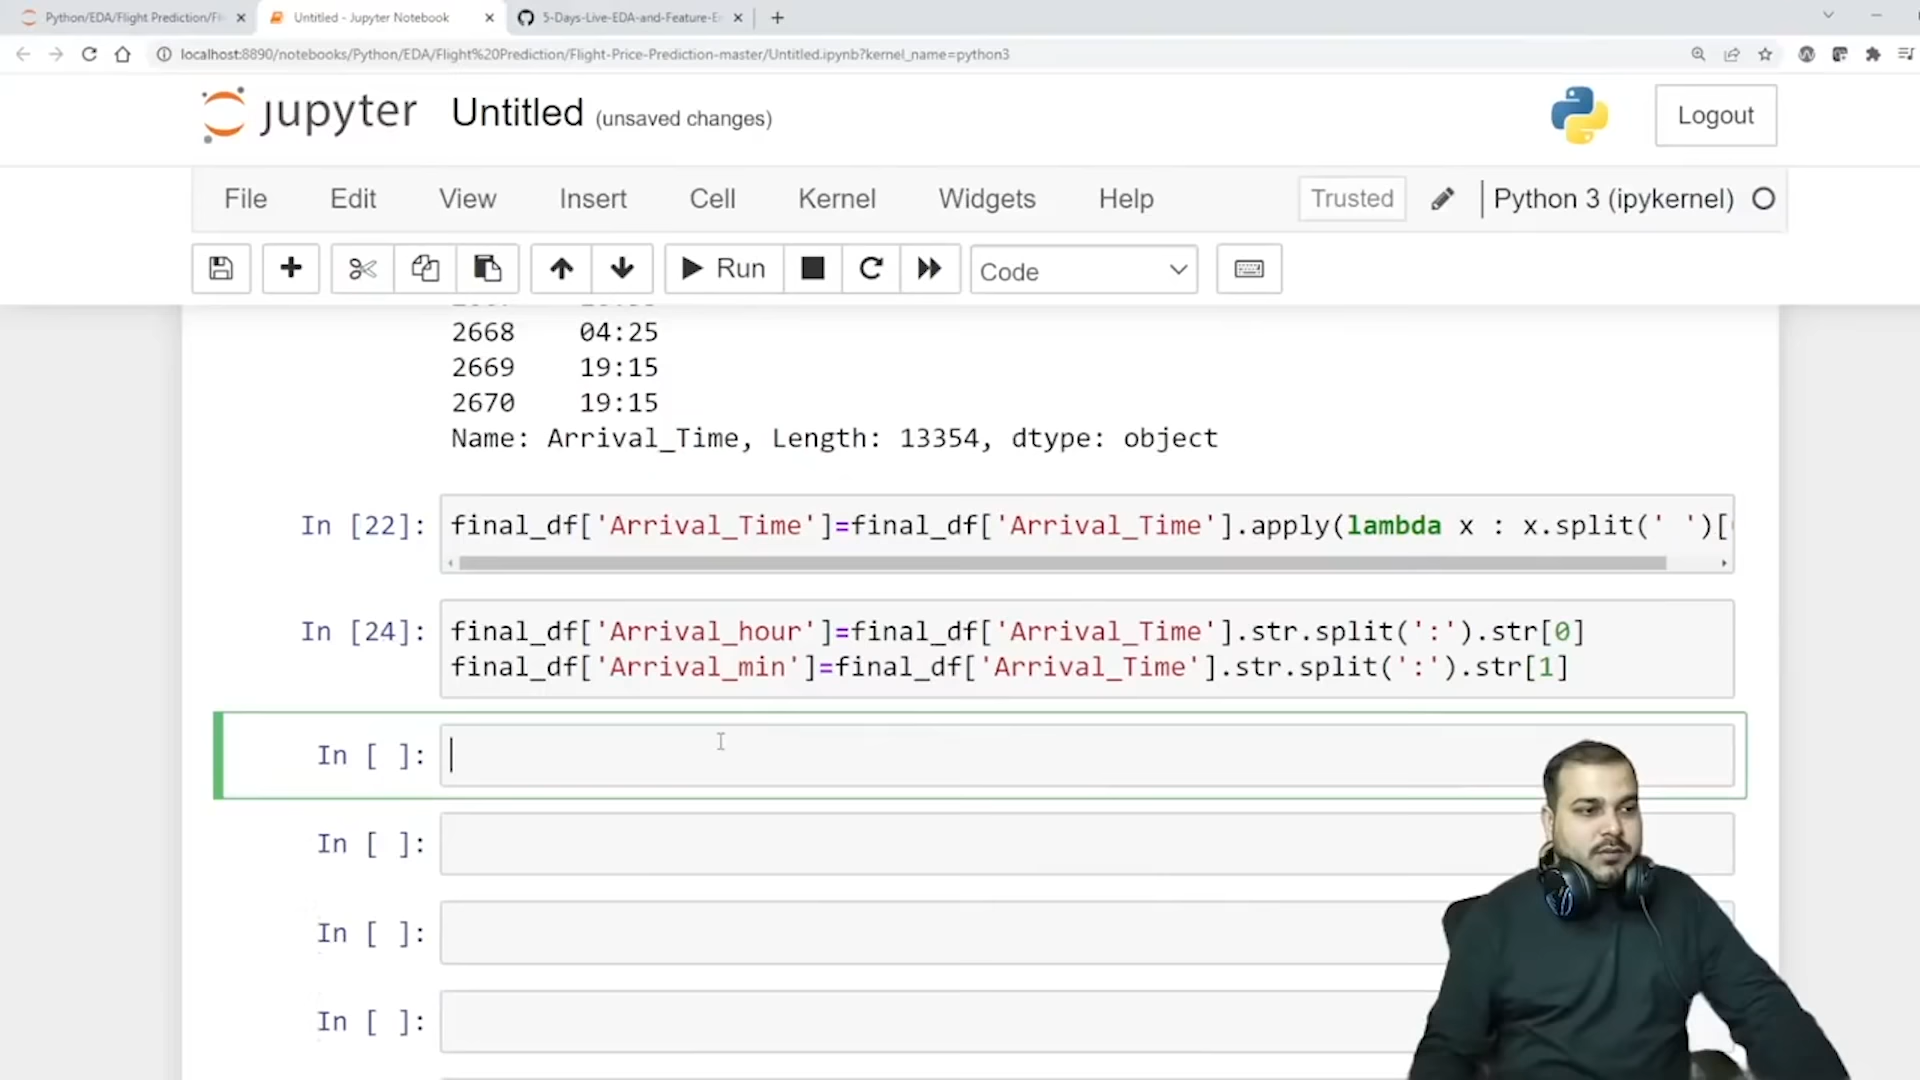 Python/EDA/Flight Prediction/Fl
Untitled - Jupyter Notebook
5-Days-Live-EDA-and-Feature-E
localhost:8890/notebooks/Python/EDA/Flight%20Prediction/Flight-Price-Prediction-master/Untitled.ipynb?kernel_name=python3
jupyter Untitled (unsaved changes)
Logout
File Edit View Insert Cell Kernel Widgets Help Trusted Python 3 (ipykernel)
Run Code
2668 04:25
2669 19:15
2670 19:15
Name: Arrival_Time, Length: 13354, dtype: object
In [22]: final_df['Arrival_Time']=final_df['Arrival_Time'].apply(lambda x : x.split(' ')[
In [24]: final_df['Arrival_hour']=final_df['Arrival_Time'].str.split(':').str[0]
final_df['Arrival_min']=final_df['Arrival_Time'].str.split(':').str[1]
In [ ]:
In [ ]:
In [ ]:
In [ ]: